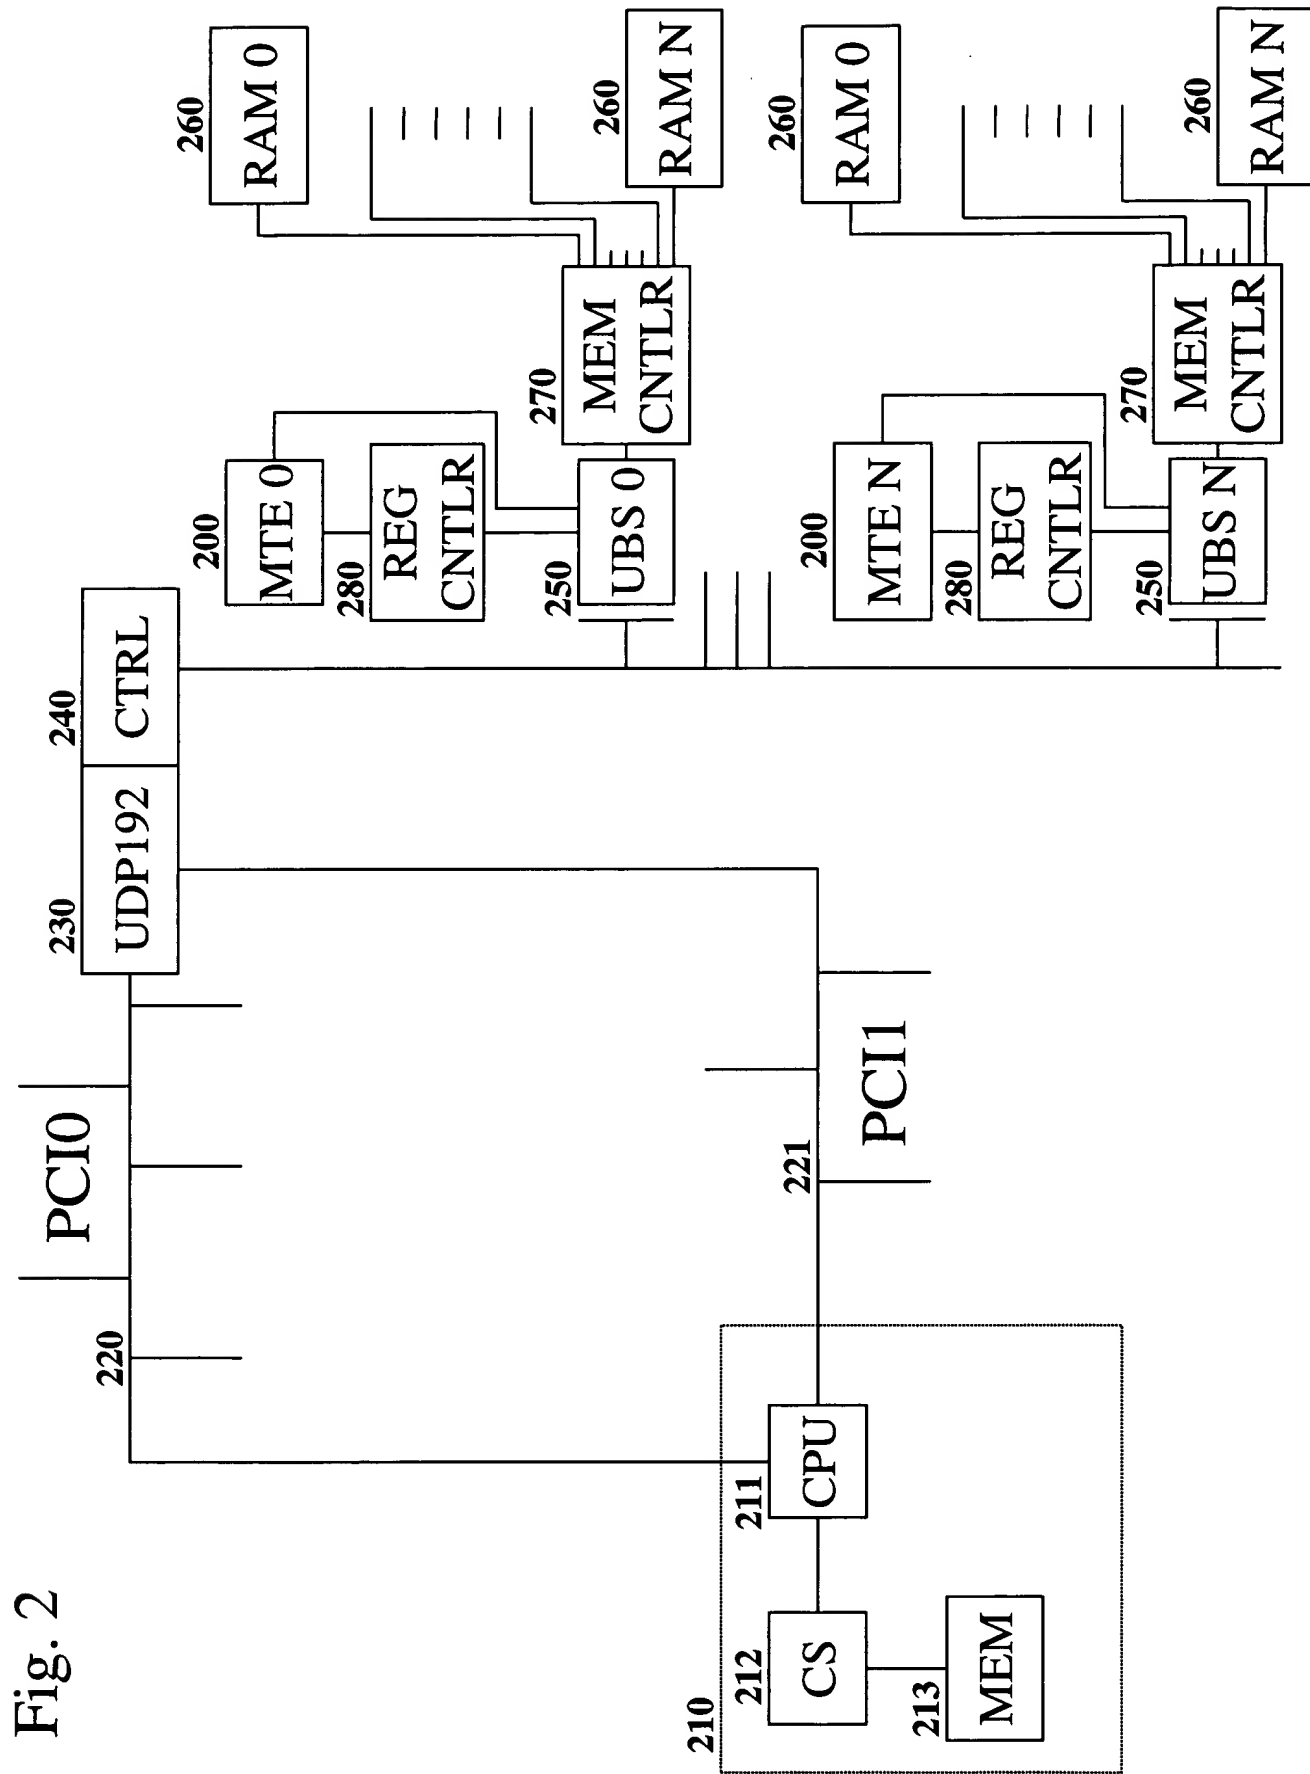 Fig. 2
220
PCI0
230
UDP192
240
CTRL
210
212
CS
213
MEM
211
CPU
221
PCI1
200
MTE 0
280
REG
CNTLR
250
UBS 0
270
MEM
CNTLR
260
RAM 0
260
RAM N
200
MTE N
280
REG
CNTLR
250
UBS N
270
MEM
CNTLR
260
RAM 0
260
RAM N